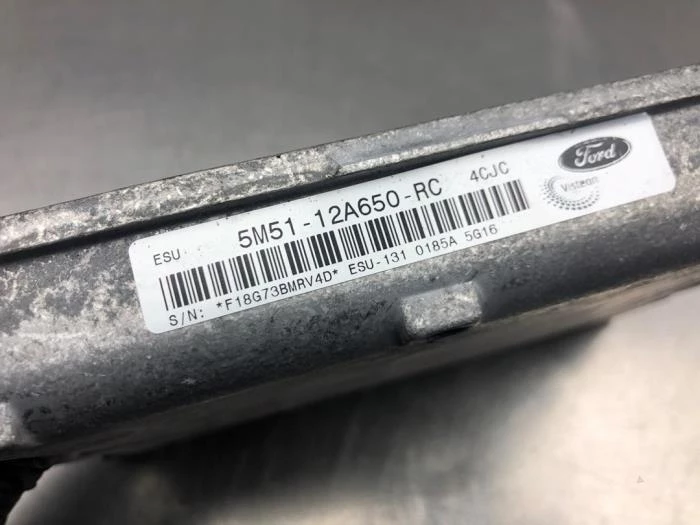 ESU 5M51-12A650-RC 4CJC
Ford
Visteon
S/N: *F18G73BMRV4D* ESU-131 0185A 5G16